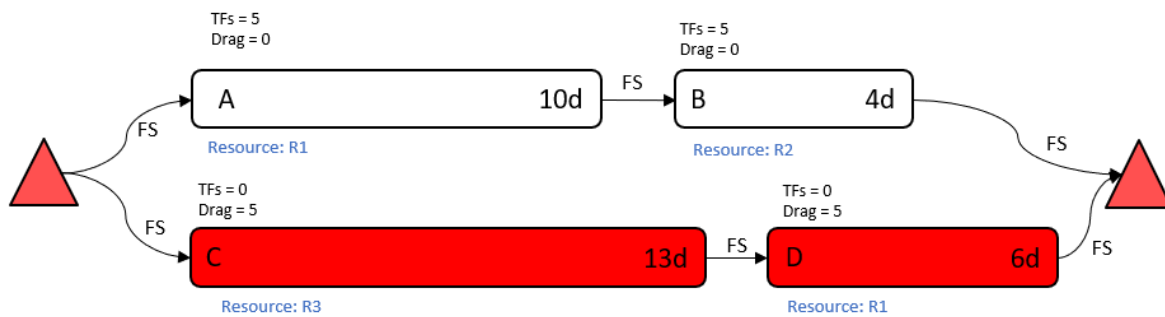 TFs = 5
Drag = 0
TFs = 5
Drag = 0
A 10d
FS
B 4d
FS
FS
Resource: R1
Resource: R2
TFs = 0
Drag = 5
TFs = 0
Drag = 5
FS
C 13d
FS
D 6d
FS
Resource: R3
Resource: R1